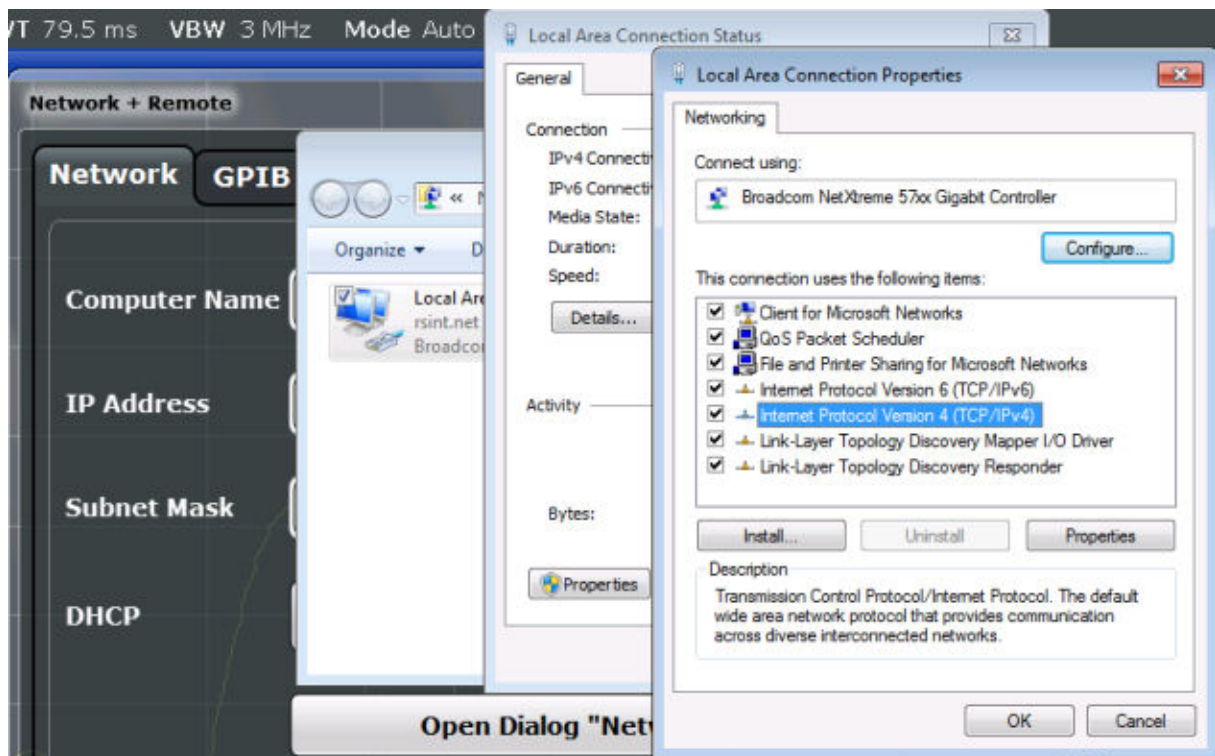 VT 79.5 ms VBW 3 MHz Mode Auto
Network + Remote
Network GPIB
Computer Name
IP Address
Subnet Mask
DHCP
Open Dialog "Netw
«
Organize
Local Are
rsint.net
Broadco
Local Area Connection Status
General
Connection
IPv4 Connecti
IPv6 Connecti
Media State:
Duration:
Speed:
Details...
Activity
Bytes:
Properties
Local Area Connection Properties
Networking
Connect using:
Broadcom NetXtreme 57xx Gigabit Controller
Configure...
This connection uses the following items:
Client for Microsoft Networks
QoS Packet Scheduler
File and Printer Sharing for Microsoft Networks
Internet Protocol Version 6 (TCP/IPv6)
Internet Protocol Version 4 (TCP/IPv4)
Link-Layer Topology Discovery Mapper I/O Driver
Link-Layer Topology Discovery Responder
Install... Uninstall Properties
Description
Transmission Control Protocol/Internet Protocol. The default
wide area network protocol that provides communication
across diverse interconnected networks.
OK Cancel